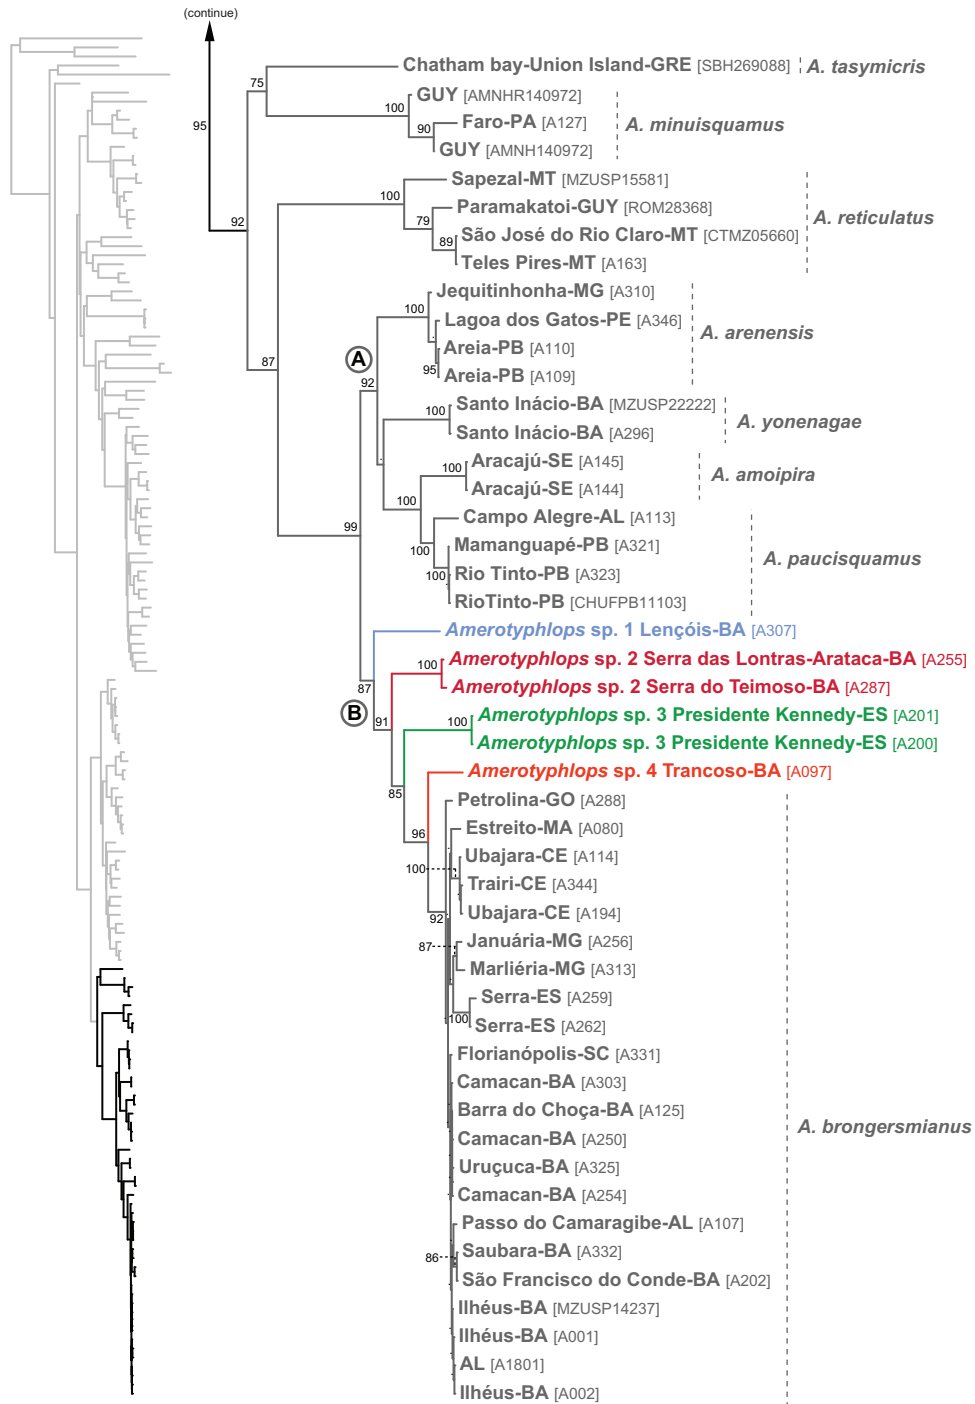 (continue)
95
92
75
Chatham bay-Union Island-GRE [SBH269088]
A. tasymicris
100
GUY [AMNHR140972]
90
Faro-PA [A127]
GUY [AMNH140972]
A. minuisquamus
87
100
Sapezal-MT [MZUSP15581]
79
Paramakatoi-GUY [ROM28368]
89
São José do Rio Claro-MT [CTMZ05660]
Teles Pires-MT [A163]
A. reticulatus
99
A
92
100
Jequitinhonha-MG [A310]
Lagoa dos Gatos-PE [A346]
Areia-PB [A110]
95
Areia-PB [A109]
A. arenensis
100
Santo Inácio-BA [MZUSP22222]
Santo Inácio-BA [A296]
A. yonenagae
100
100
Aracajú-SE [A145]
Aracajú-SE [A144]
A. amoipira
100
Campo Alegre-AL [A113]
Mamanguapé-PB [A321]
100
Rio Tinto-PB [A323]
RioTinto-PB [CHUFPB11103]
A. paucisquamus
87
B
Amerotyphlops sp. 1 Lençóis-BA [A307]
91
100
Amerotyphlops sp. 2 Serra das Lontras-Arataca-BA [A255]
Amerotyphlops sp. 2 Serra do Teimoso-BA [A287]
85
100
Amerotyphlops sp. 3 Presidente Kennedy-ES [A201]
Amerotyphlops sp. 3 Presidente Kennedy-ES [A200]
96
Amerotyphlops sp. 4 Trancoso-BA [A097]
92
Petrolina-GO [A288]
Estreito-MA [A080]
100
Ubajara-CE [A114]
Trairi-CE [A344]
Ubajara-CE [A194]
87
Januária-MG [A256]
Marliéria-MG [A313]
100
Serra-ES [A259]
Serra-ES [A262]
Florianópolis-SC [A331]
Camacan-BA [A303]
Barra do Choça-BA [A125]
Camacan-BA [A250]
Uruçuca-BA [A325]
Camacan-BA [A254]
Passo do Camaragibe-AL [A107]
86
Saubara-BA [A332]
São Francisco do Conde-BA [A202]
Ilhéus-BA [MZUSP14237]
Ilhéus-BA [A001]
AL [A1801]
Ilhéus-BA [A002]
A. brongersmianus